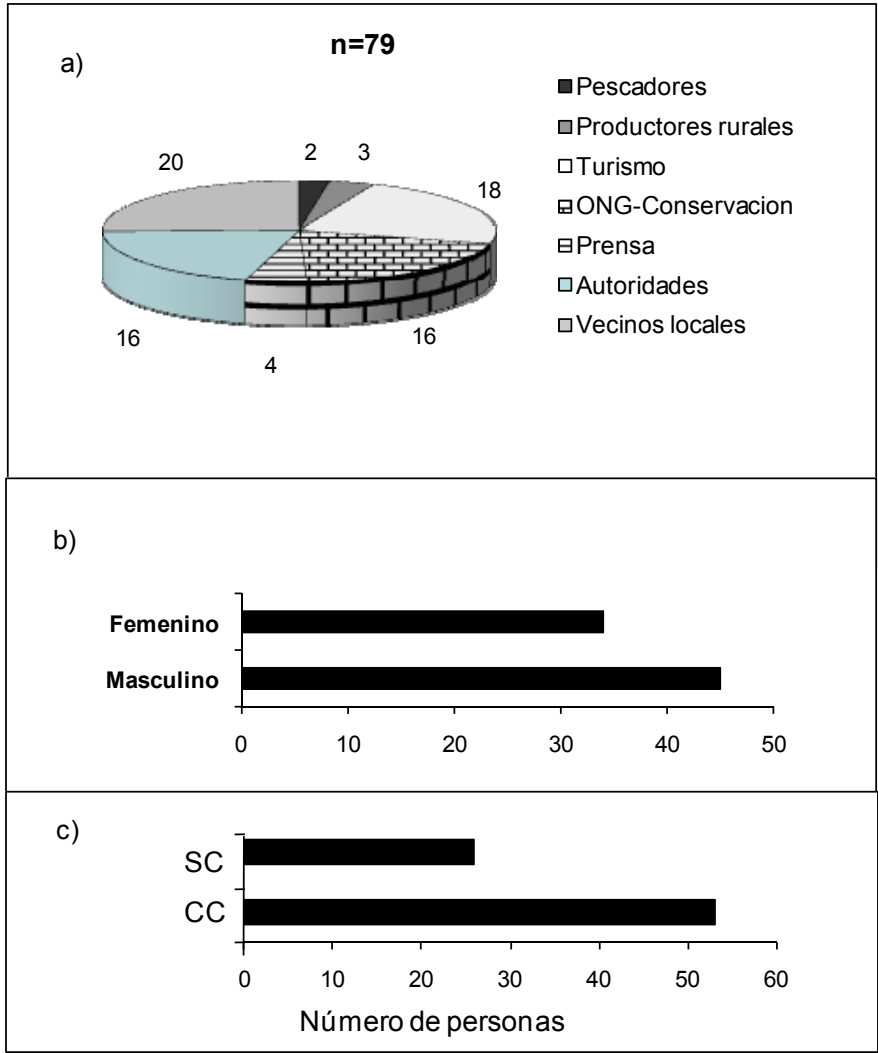 n=79
a)
Pescadores
Productores rurales
Turismo
ONG-Conservacion
Prensa
Autoridades
Vecinos locales
20
2
3
18
16
4
16
b)
Femenino
Masculino
0 10 20 30 40 50
c)
SC
CC
0 10 20 30 40 50 60
Número de personas